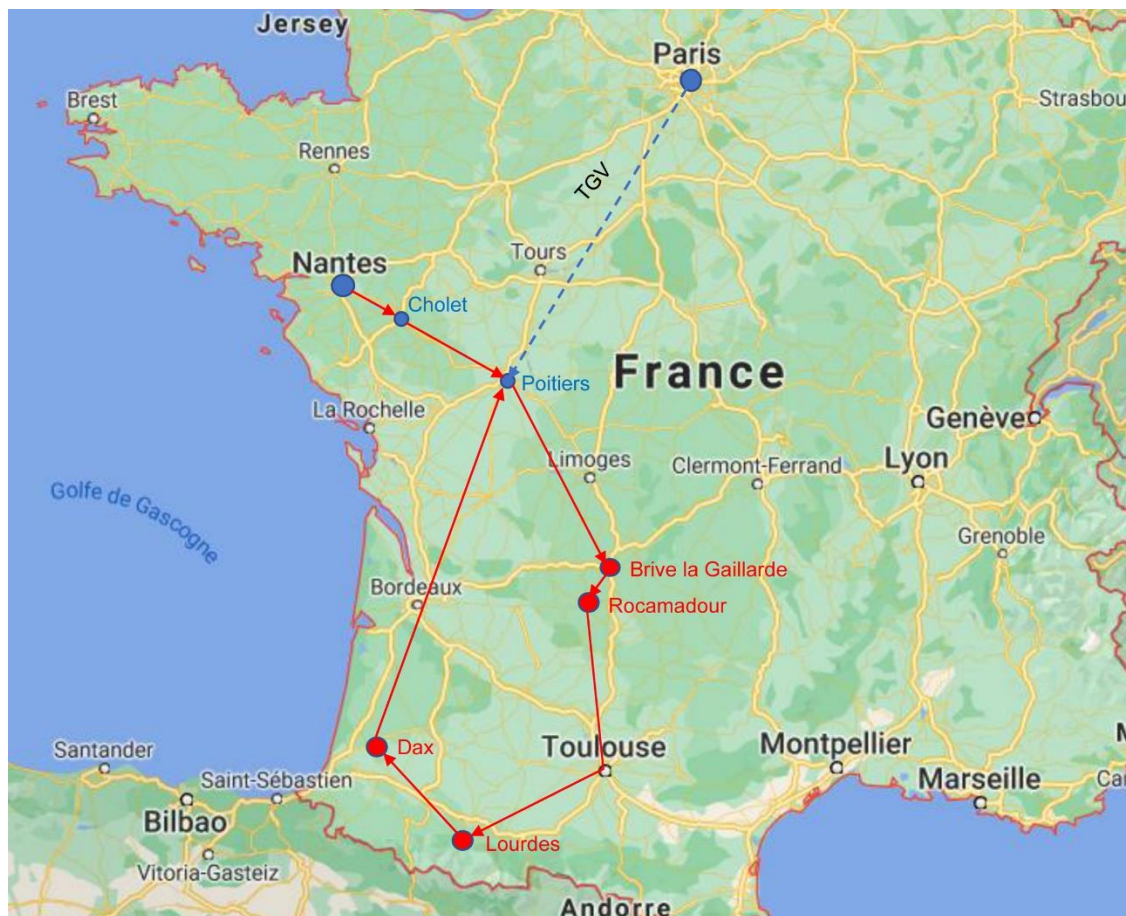 Jersey
Paris
Brest
Strasbou
Rennes
TGV
Nantes
Tours
Cholet
France
Poitiers
La Rochelle
Genève
Limoges
Clermont-Ferrand
Lyon
Golfe de
Gascogne
Grenoble
Brive la Gaillarde
Bordeaux
Rocamadour
Dax
Toulouse
Montpellier
M
Santander
Saint-Sébastien
Marseille
Cai
Bilbao
Lourdes
Vitoria-Gasteiz
Andorre